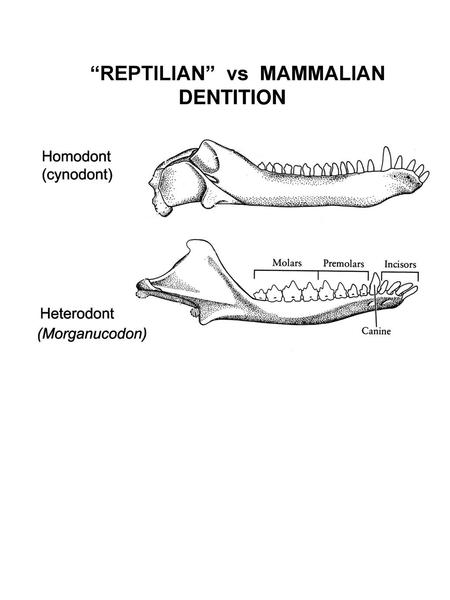 “REPTILIAN” vs MAMMALIAN
DENTITION
Homodont
(cynodont)
Molars Premolars Incisors
Canine
Heterodont
(Morganucodon)